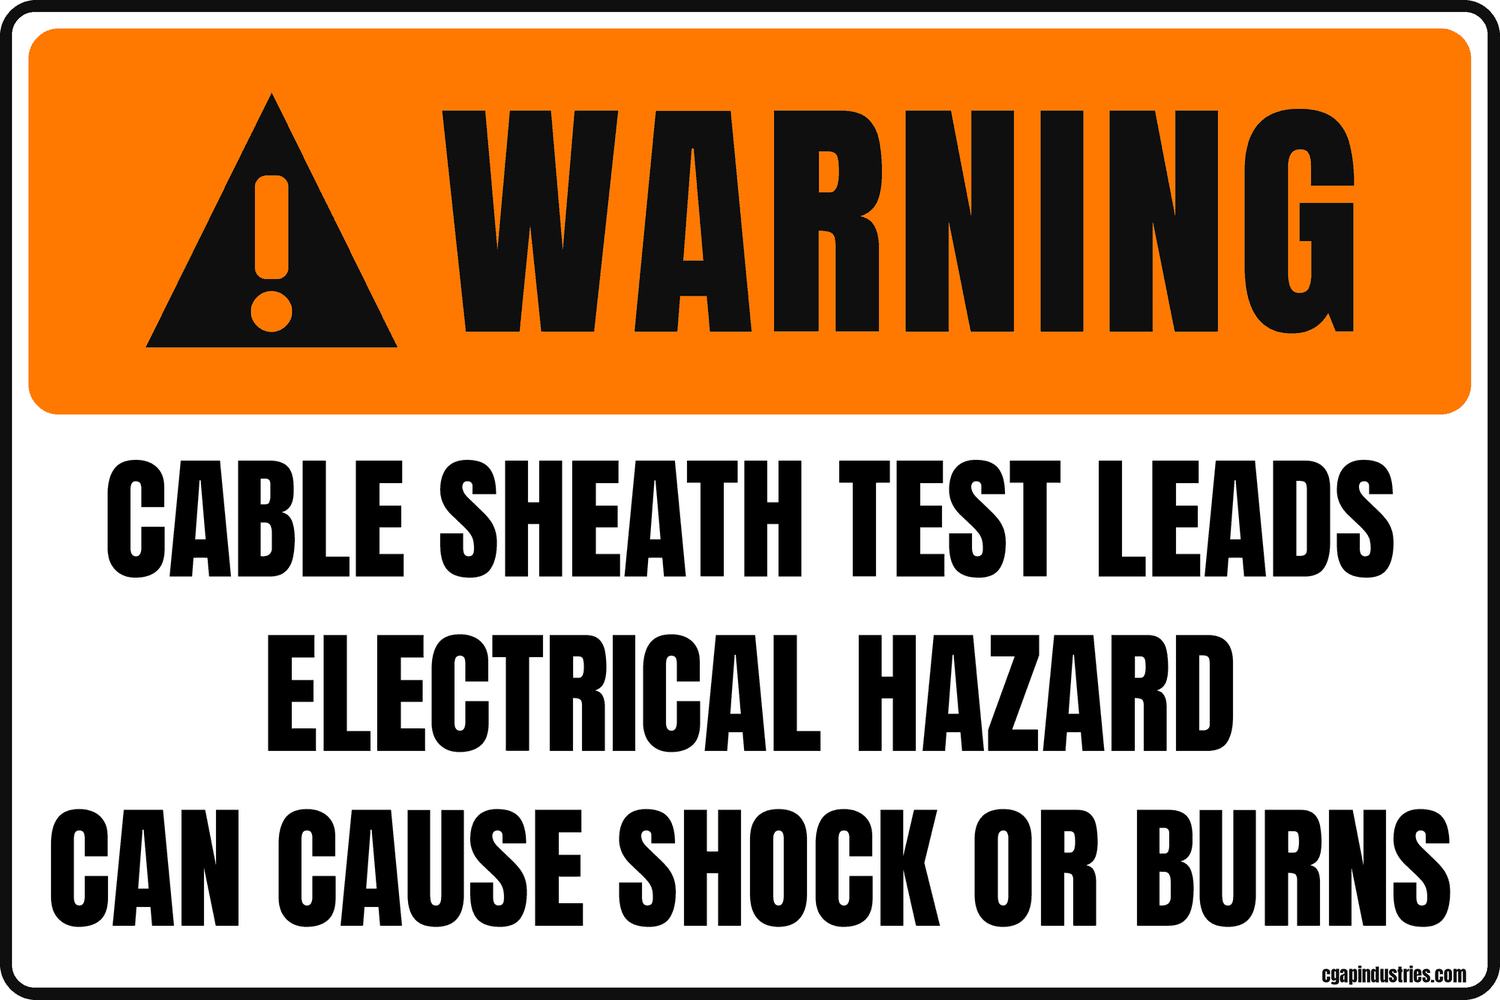 WARNING
CABLE SHEATH TEST LEADS
ELECTRICAL HAZARD
CAN CAUSE SHOCK OR BURNS
cgapindustries.com